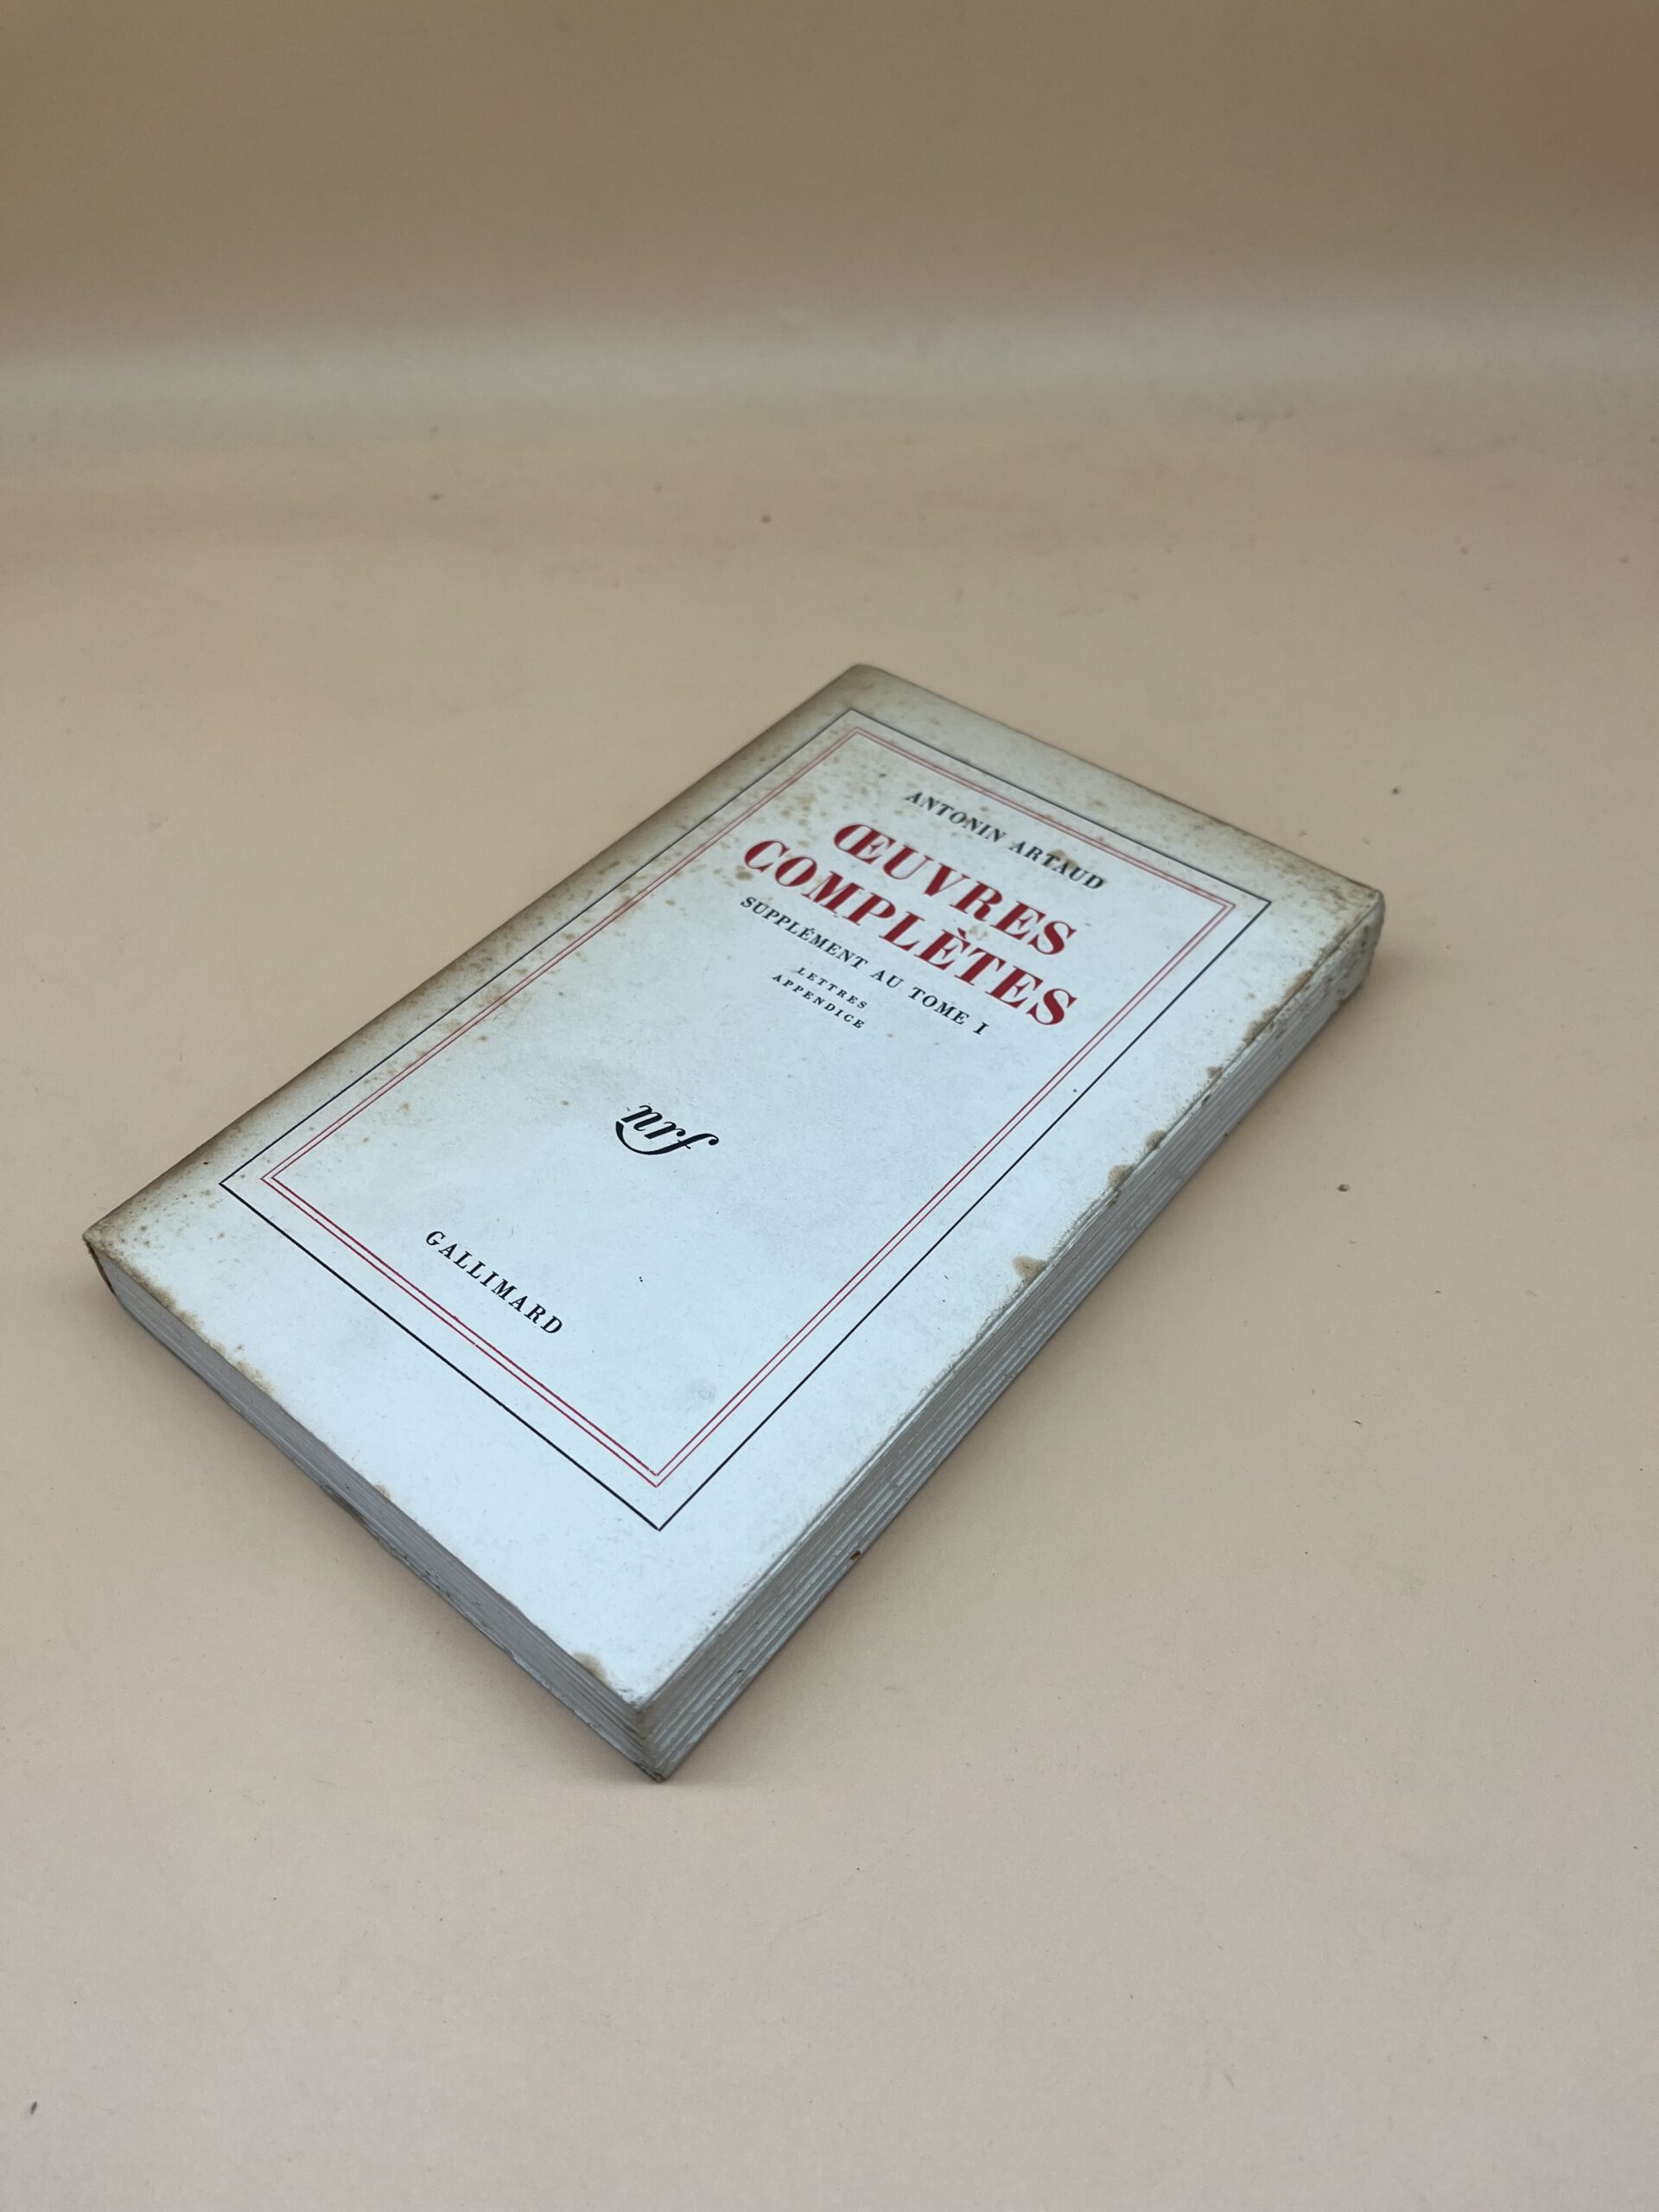 ANTONIN ARTAUD
ŒUVRES
COMPLÈTES
SUPPLÉMENT AU TOME I
LETTRES
APPENDICE
nrf
GALLIMARD